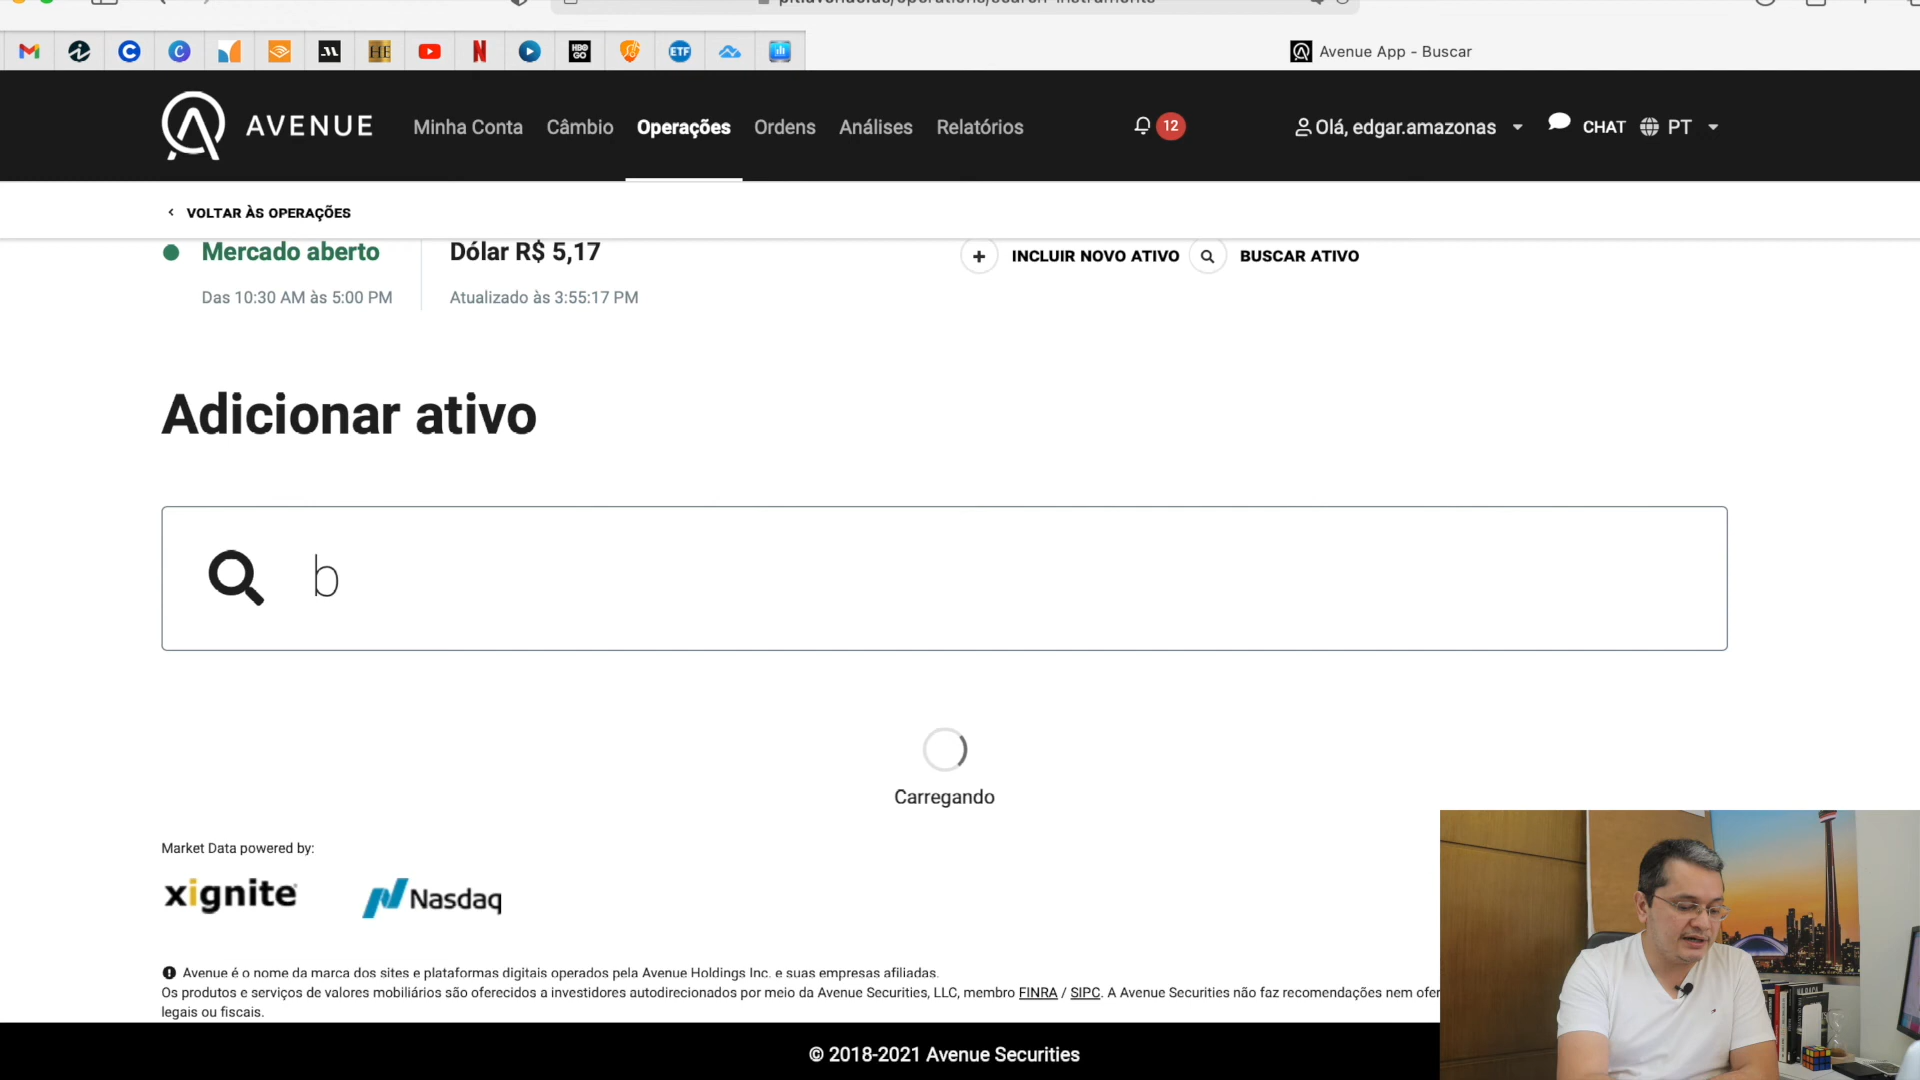 HBO GO
ETF
Avenue App - Buscar
AVENUE
Minha Conta
Câmbio
Operações
Ordens
Análises
Relatórios
12
Olá, edgar.amazonas
CHAT
PT
VOLTAR ÀS OPERAÇÕES
Mercado aberto
Dólar R$ 5,17
INCLUIR NOVO ATIVO
BUSCAR ATIVO
Das 10:30 AM às 5:00 PM
Atualizado às 3:55:17 PM
Adicionar ativo
b
Carregando
Market Data powered by:
xignite
Nasdaq
Avenue é o nome da marca dos sites e plataformas digitais operados pela Avenue Holdings Inc. e suas empresas afiliadas.
Os produtos e serviços de valores mobiliários são oferecidos a investidores autodirecionados por meio da Avenue Securities, LLC, membro FINRA / SIPC. A Avenue Securities não faz recomendações nem ofer
legais ou fiscais.
© 2018-2021 Avenue Securities